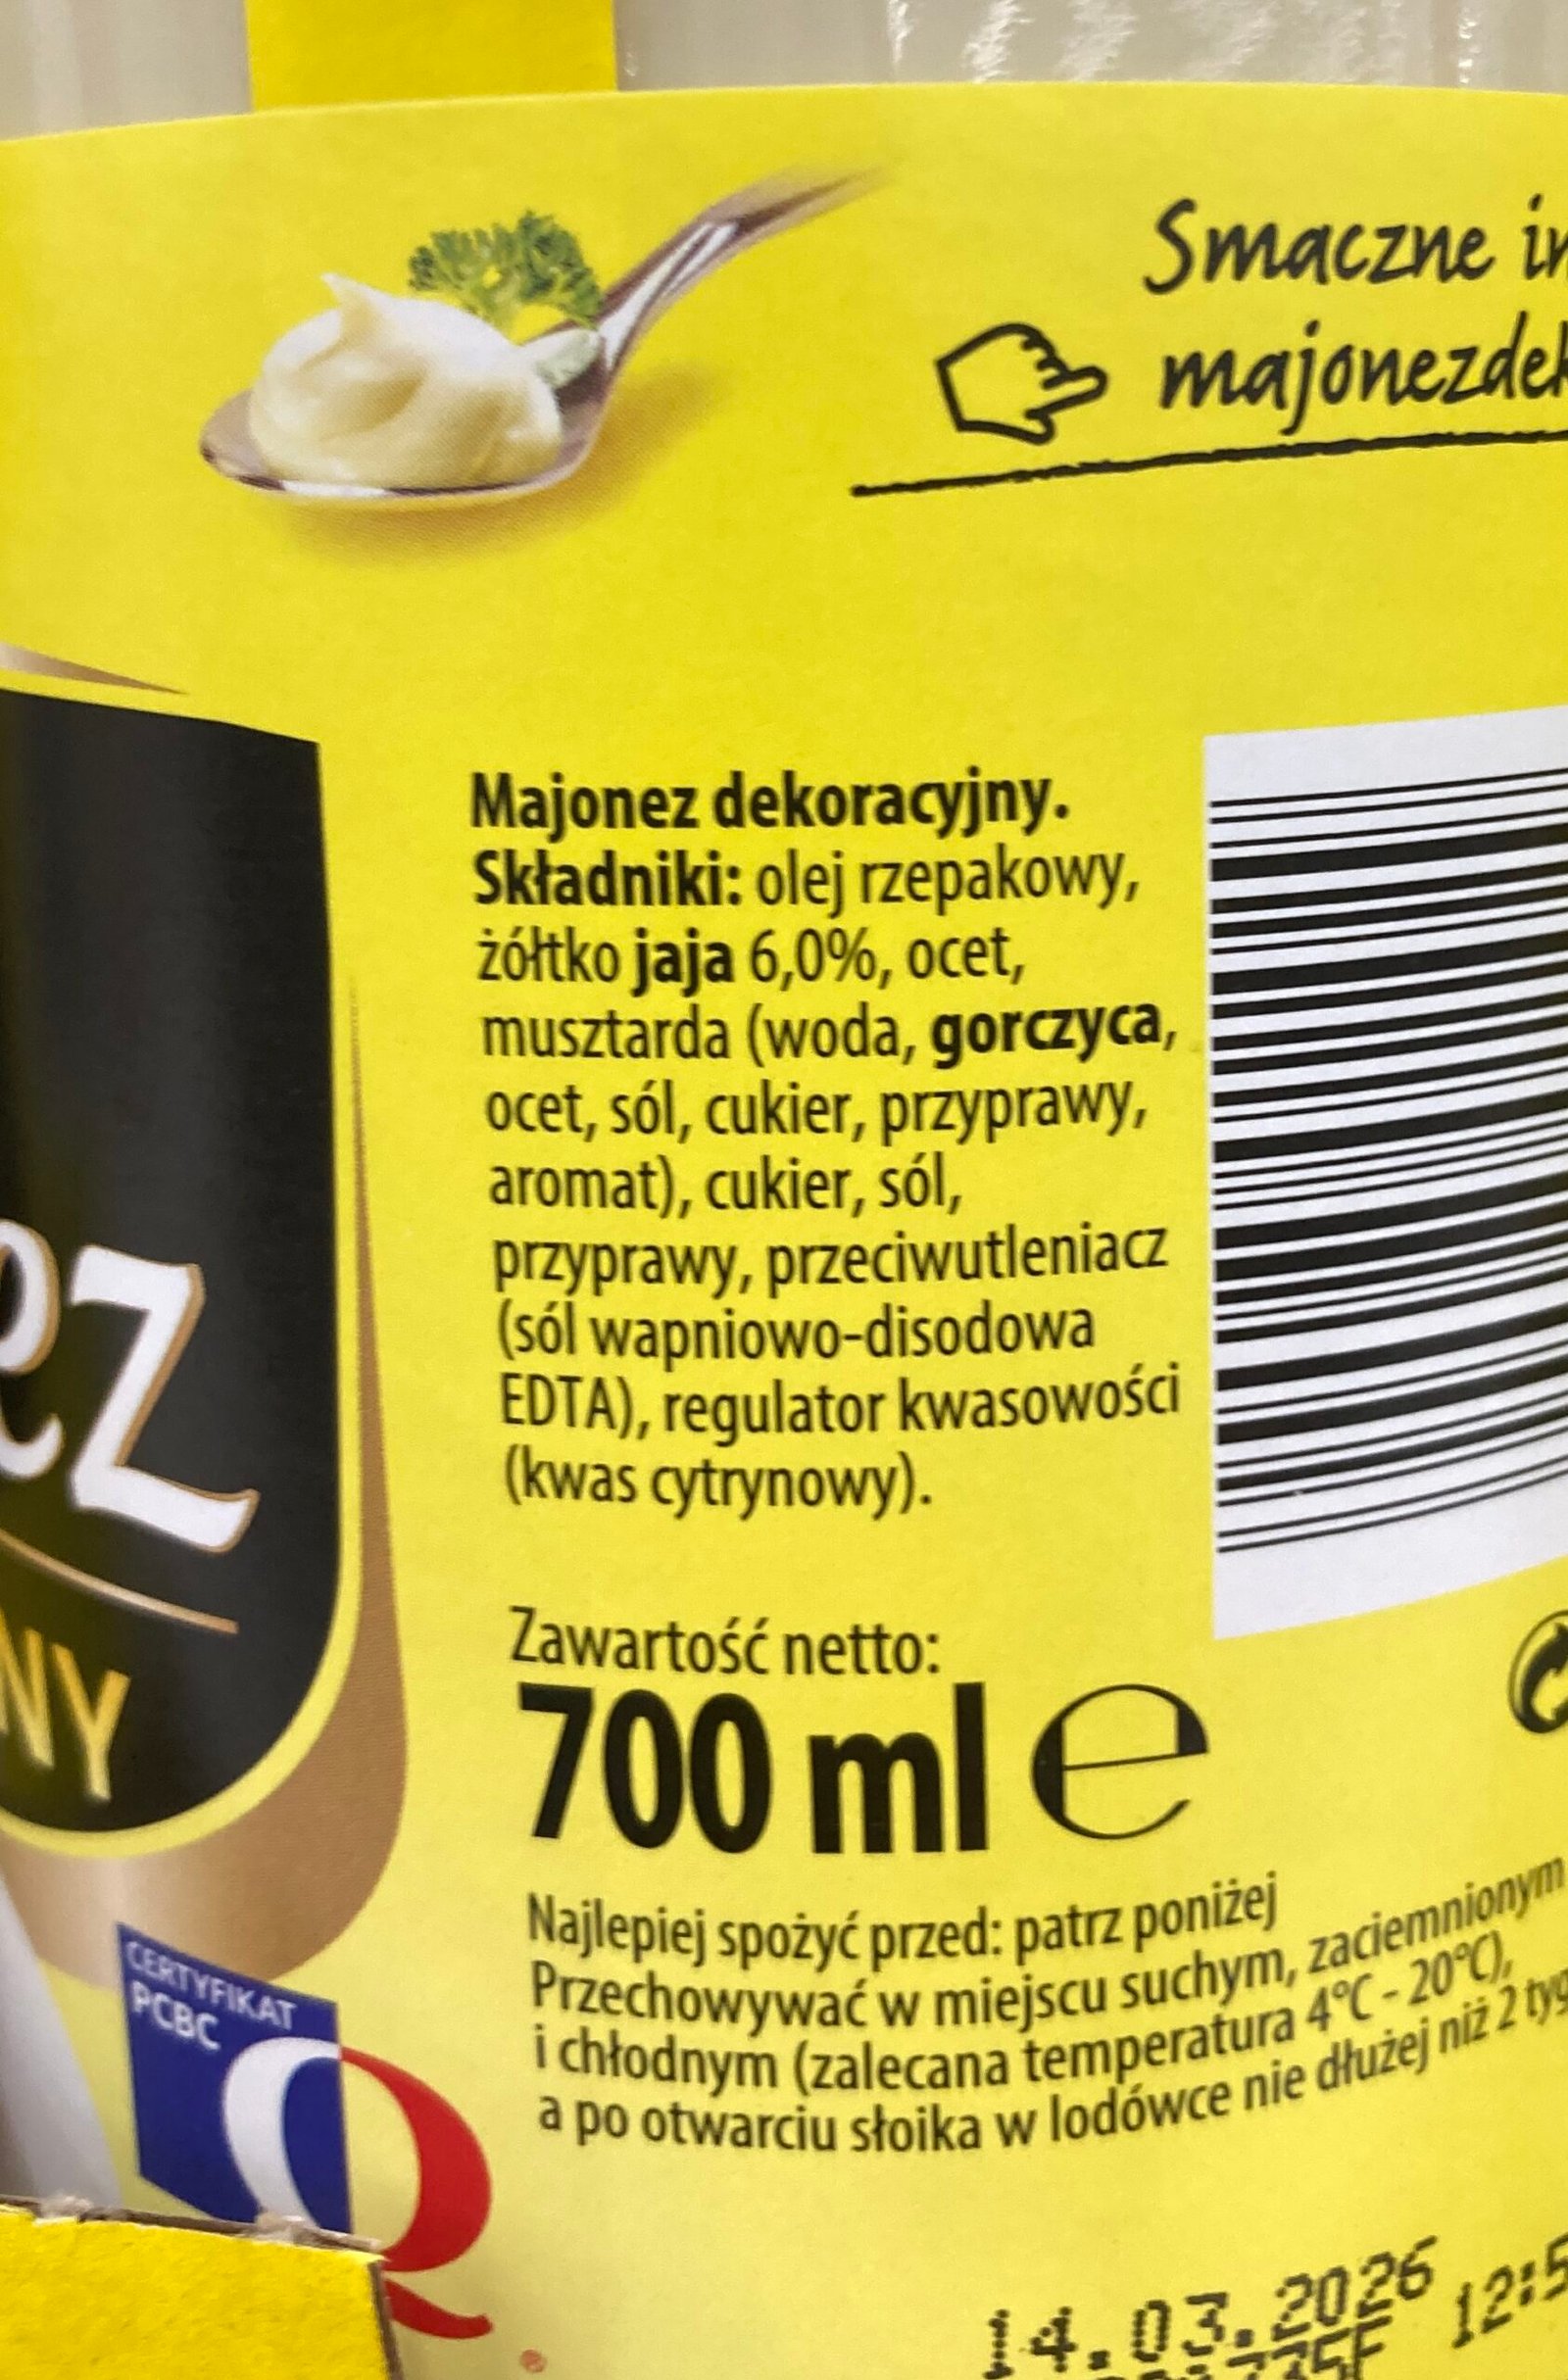 Smaczne
Majonez dekoracyjny.
Składniki: olej rzepakowy,
żółtko jaja 6,0%, ocet,
musztarda (woda, gorczyca,
ocet, sól, cukier, przyprawy,
aromat), cukier, sól,
przyprawy, przeciwutleniacz
(sól wapniowo-disodowa
EDTA), regulator kwasowości
(kwas cytrynowy).
Zawartość netto:
700 ml e
Najlepiej spożyć przed: patrz poniżej
Przechowywać w miejscu suchym, zaciemnionym
i chłodnym (zalecana temperatura 4°C - 20°C),
a po otwarciu słoika w lodówce nie dłużej niż 2
CERTYFIKAT
PCBC
Q
14.03.2026